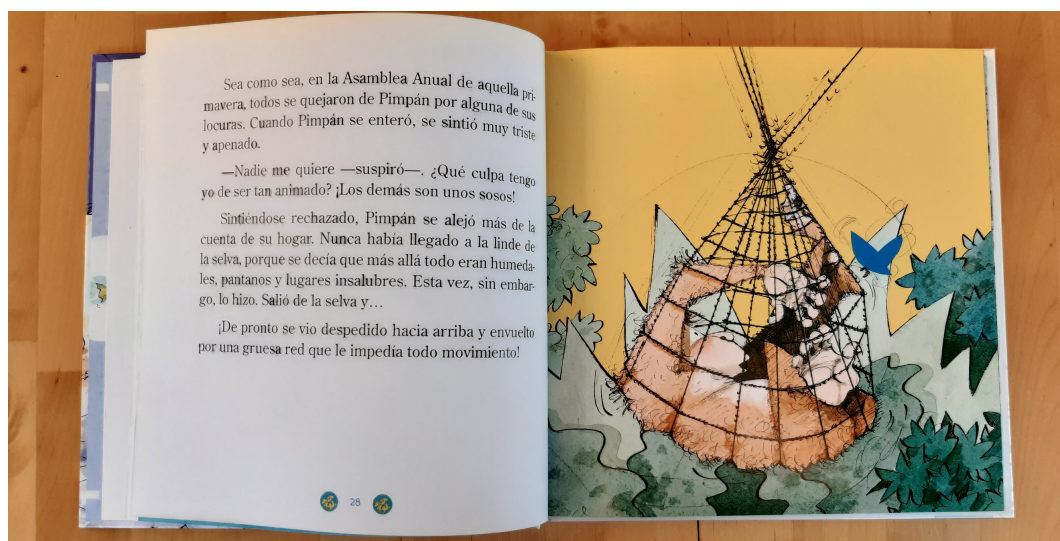 Sea como sea, en la Asamblea Anual de aquella pri-
mavera, todos se quejaron de Pimpán por alguna de sus
locuras. Cuando Pimpán se enteró, se sintió muy triste
y apenado.
—Nadie me quiere —suspiró—. ¿Qué culpa tengo
yo de ser tan animado? ¡Los demás son unos sosos!
Sintiéndose rechazado, Pimpán se alejó más de la
cuenta de su hogar. Nunca había llegado a la linde de
la selva, porque se decía que más allá todo eran humeda-
les, pantanos y lugares insalubres. Esta vez, sin embar-
go, lo hizo. Salió de la selva y…
¡De pronto se vio despedido hacia arriba y envuelto
por una gruesa red que le impedía todo movimiento!
28